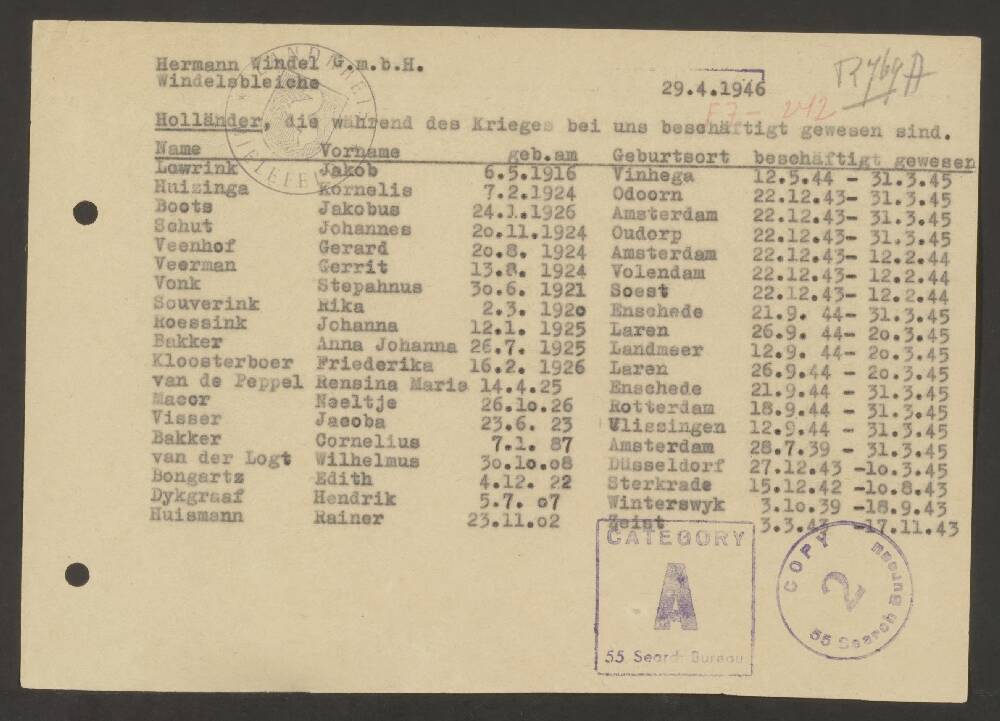 Hermann Windel G.m.b.H.
Windelsbleiche
29.4.1946
R 769 A
F7 - 242
Holländer, die während des Krieges bei uns beschäftigt gewesen sind.
Name Vorname geb.am Geburtsort beschäftigt gewesen
Lowrink Jakob 6.5.1916 Vinhega 12.5.44 - 31.3.45
Huizinga Kornelis 7.2.1924 Odoorn 22.12.43- 31.3.45
Boots Jakobus 24.1.1926 Amsterdam 22.12.43- 31.3.45
Schut Johannes 2o.11.1924 Oudorp 22.12.43- 31.3.45
Veenhof Gerard 2o.8. 1924 Amsterdam 22.12.43- 12.2.44
Veerman Gerrit 13.8. 1924 Volendam 22.12.43- 12.2.44
Vonk Stepahnus 3o.6. 1921 Soest 22.12.43- 12.2.44
Souverink Rika 2.3. 192o Enschede 21.9. 44- 31.3.45
Roessink Johanna 12.1. 1925 Laren 26.9. 44- 2o.3.45
Bakker Anna Johanna 26.7. 1925 Landmeer 12.9. 44- 2o.3.45
Kloosterboer Friederika 16.2. 1926 Laren 26.9.44 - 2o.3.45
van de Peppel Rensina Maria 14.4.25 Enschede 21.9.44 - 31.3.45
Macor Neeltje 26.1o.26 Rotterdam 18.9.44 - 31.3.45
Visser Jacoba 23.6. 23 Vlissingen 12.9.44 - 31.3.45
Bakker Cornelius 7.1. 87 Amsterdam 28.7.39 - 31.3.45
van der Logt Wilhelmus 3o.1o.o8 Düsseldorf 27.12.43 -1o.3.45
Bongartz Edith 4.12. 22 Sterkrade 15.12.42 -1o.8.43
Dykgraaf Hendrik 5.7. o7 Winterswyk 3.1o.39 -18.9.43
Huismann Rainer 23.11.o2 Zeist 3.3.43 -17.11.43
CATEGORY
A
55 Search Bureau
COPY
2
55 Search Bureau